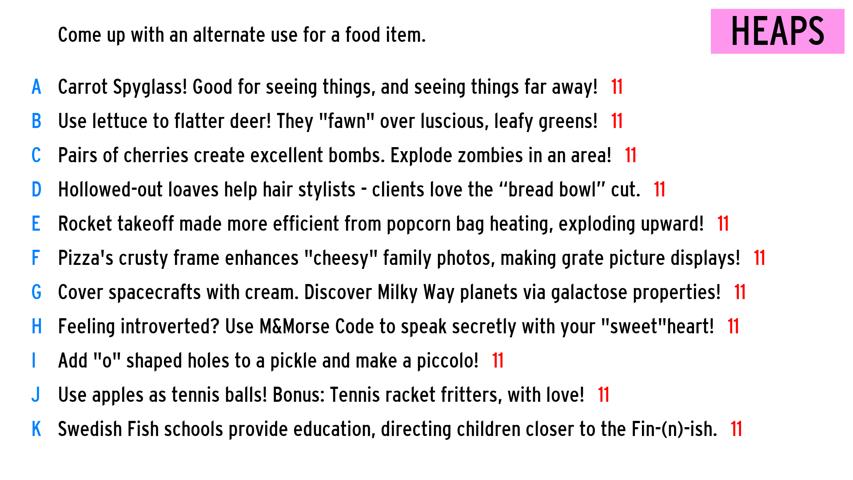 Come up with an alternate use for a food item.
HEAPS
A Carrot Spyglass! Good for seeing things, and seeing things far away! 11
B Use lettuce to flatter deer! They "fawn" over luscious, leafy greens! 11
C Pairs of cherries create excellent bombs. Explode zombies in an area! 11
D Hollowed-out loaves help hair stylists - clients love the “bread bowl” cut. 11
E Rocket takeoff made more efficient from popcorn bag heating, exploding upward! 11
F Pizza's crusty frame enhances "cheesy" family photos, making grate picture displays! 11
G Cover spacecrafts with cream. Discover Milky Way planets via galactose properties! 11
H Feeling introverted? Use M&Morse Code to speak secretly with your "sweet"heart! 11
I Add "o" shaped holes to a pickle and make a piccolo! 11
J Use apples as tennis balls! Bonus: Tennis racket fritters, with love! 11
K Swedish Fish schools provide education, directing children closer to the Fin-(n)-ish. 11